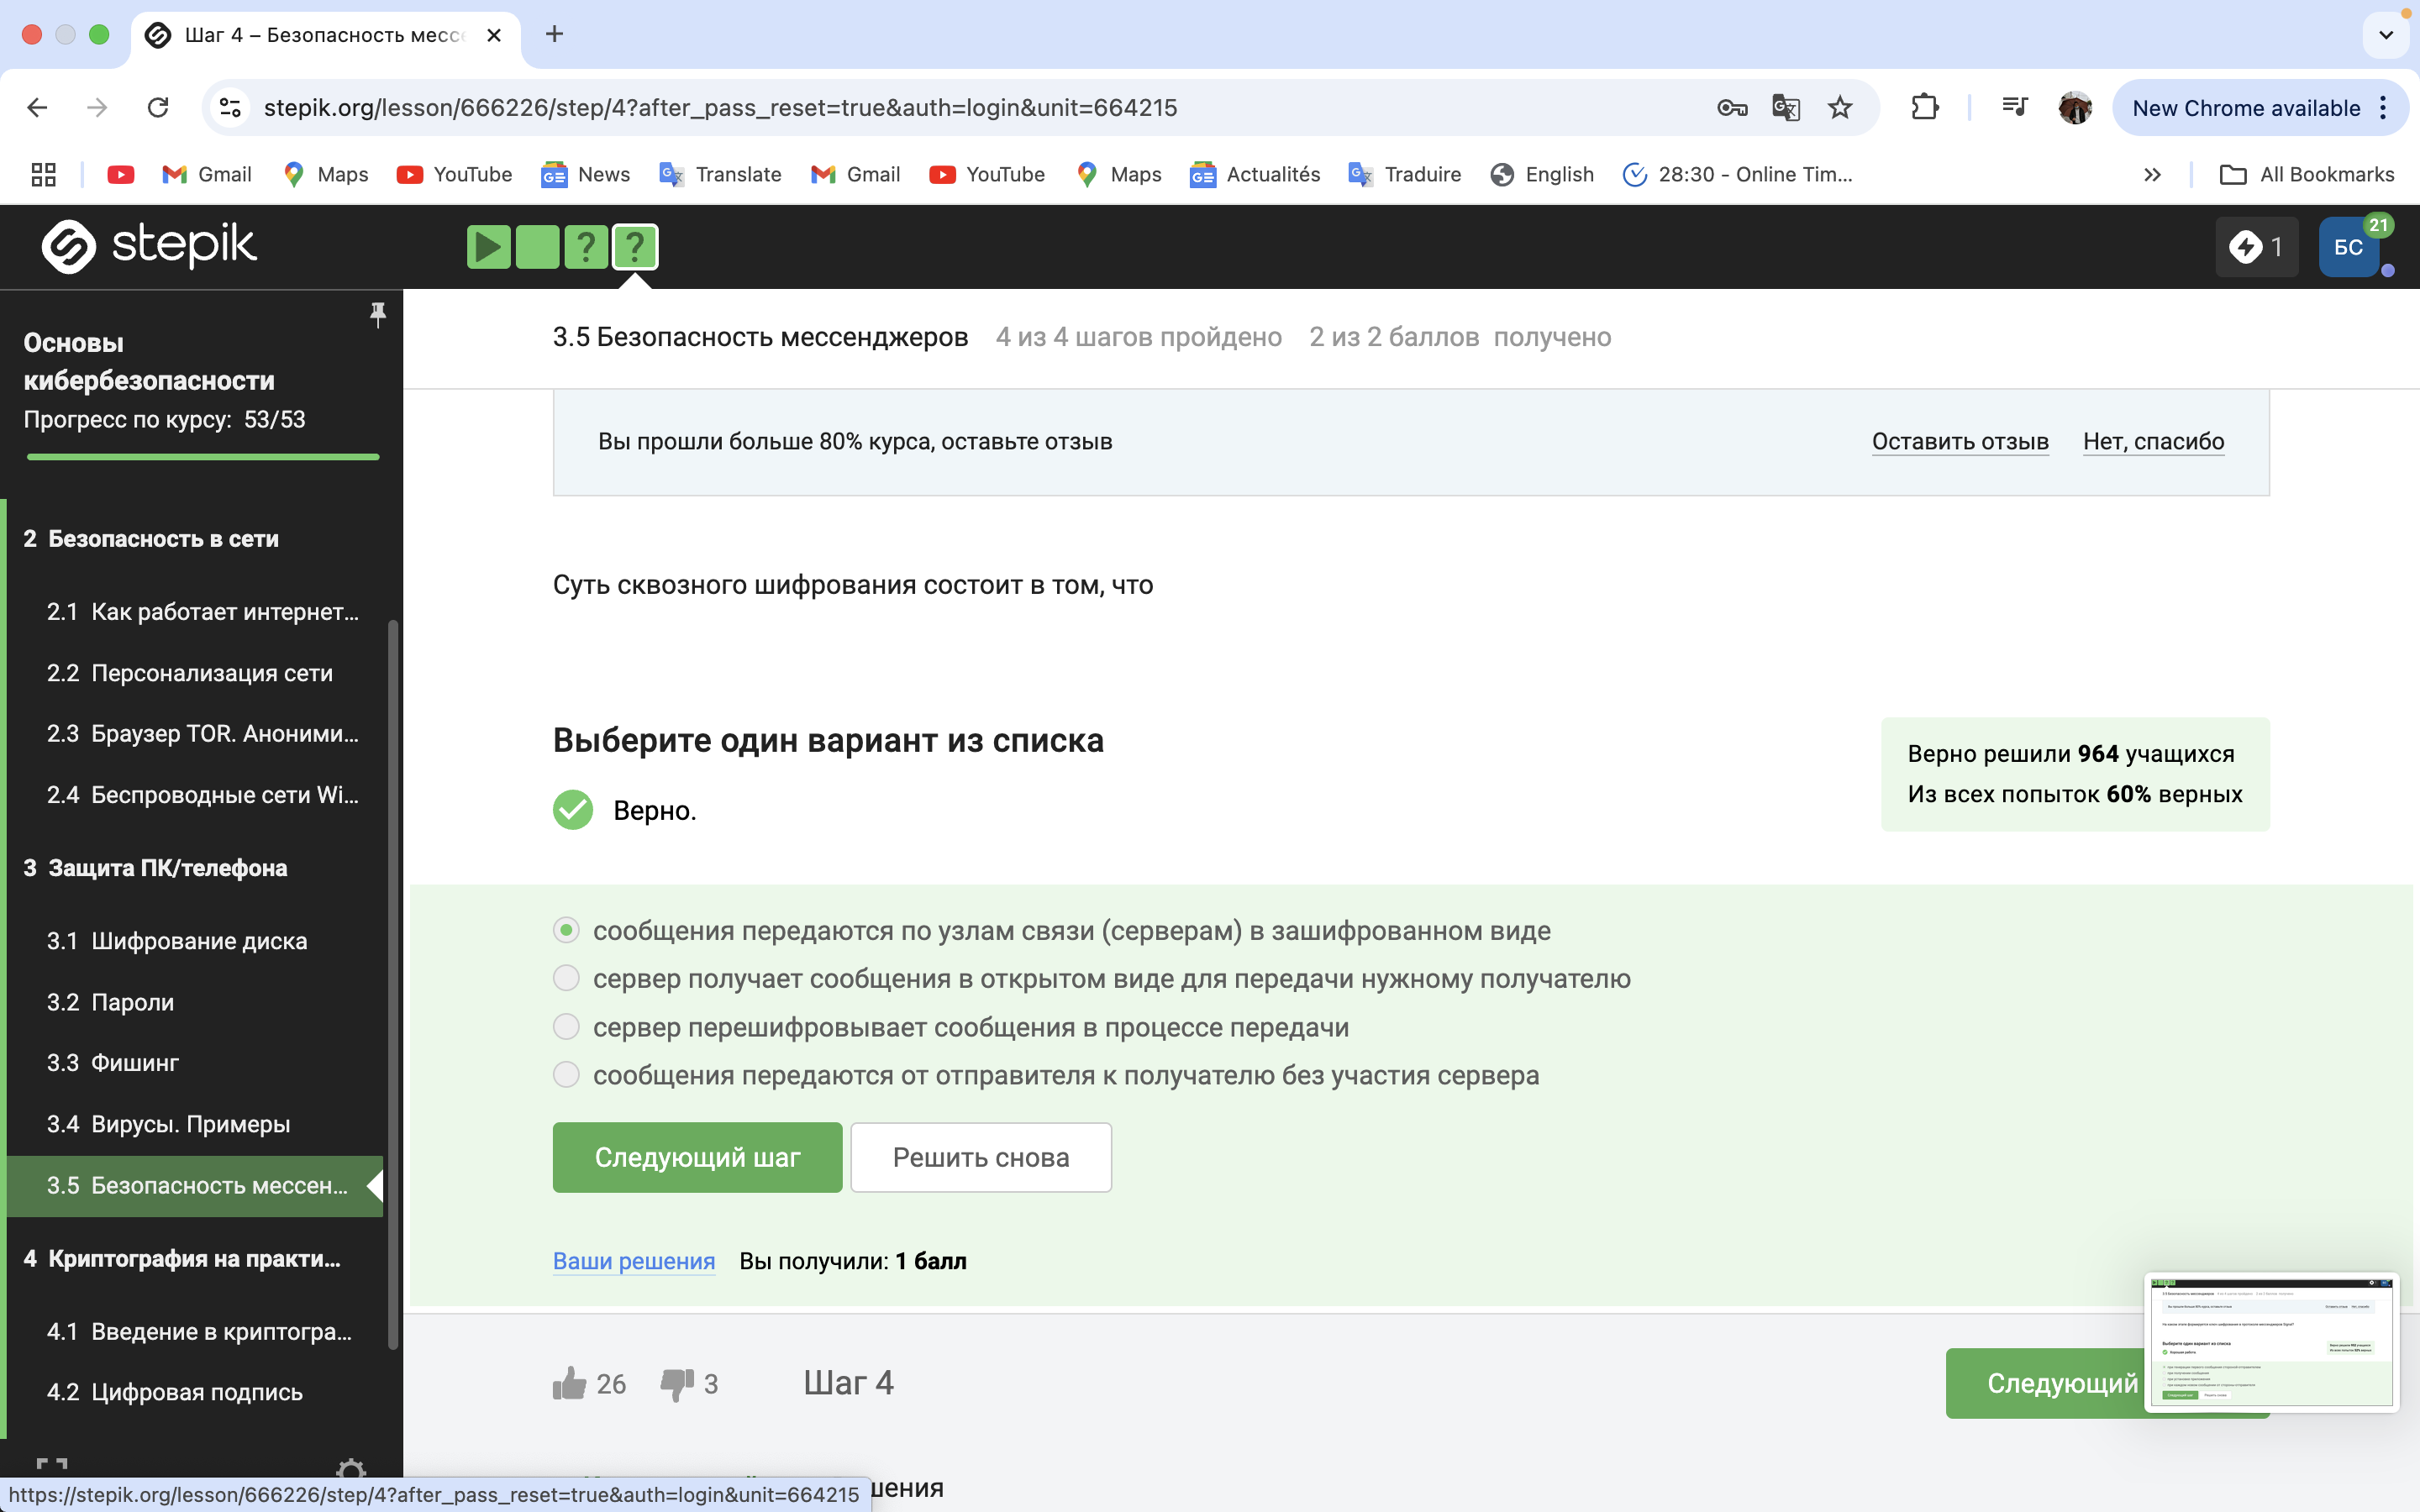 Шаг 4 – Безопасность месс
stepik.org/lesson/666226/step/4?after_pass_reset=true&auth=login&unit=664215
New Chrome available
Gmail
Maps
YouTube
News
Translate
Gmail
YouTube
Maps
Actualités
Traduire
English
28:30 - Online Tim...
All Bookmarks
stepik
1
БС
21
Основы
кибербезопасности
Прогресс по курсу: 53/53
2 Безопасность в сети
2.1 Как работает интернет...
2.2 Персонализация сети
2.3 Браузер TOR. Аноними...
2.4 Беспроводные сети Wi...
3 Защита ПК/телефона
3.1 Шифрование диска
3.2 Пароли
3.3 Фишинг
3.4 Вирусы. Примеры
3.5 Безопасность мессен...
4 Криптография на практи...
4.1 Введение в криптогра...
4.2 Цифровая подпись
3.5 Безопасность мессенджеров 4 из 4 шагов пройдено 2 из 2 баллов получено
Вы прошли больше 80% курса, оставьте отзыв
Оставить отзыв
Нет, спасибо
Суть сквозного шифрования состоит в том, что
Выберите один вариант из списка
Верно.
Верно решили 964 учащихся
Из всех попыток 60% верных
сообщения передаются по узлам связи (серверам) в зашифрованном виде
сервер получает сообщения в открытом виде для передачи нужному получателю
сервер перешифровывает сообщения в процессе передачи
сообщения передаются от отправителя к получателю без участия сервера
Следующий шаг
Решить снова
Ваши решения Вы получили: 1 балл
26
3
Шаг 4
Следующий
https://stepik.org/lesson/666226/step/4?after_pass_reset=true&auth=login&unit=664215